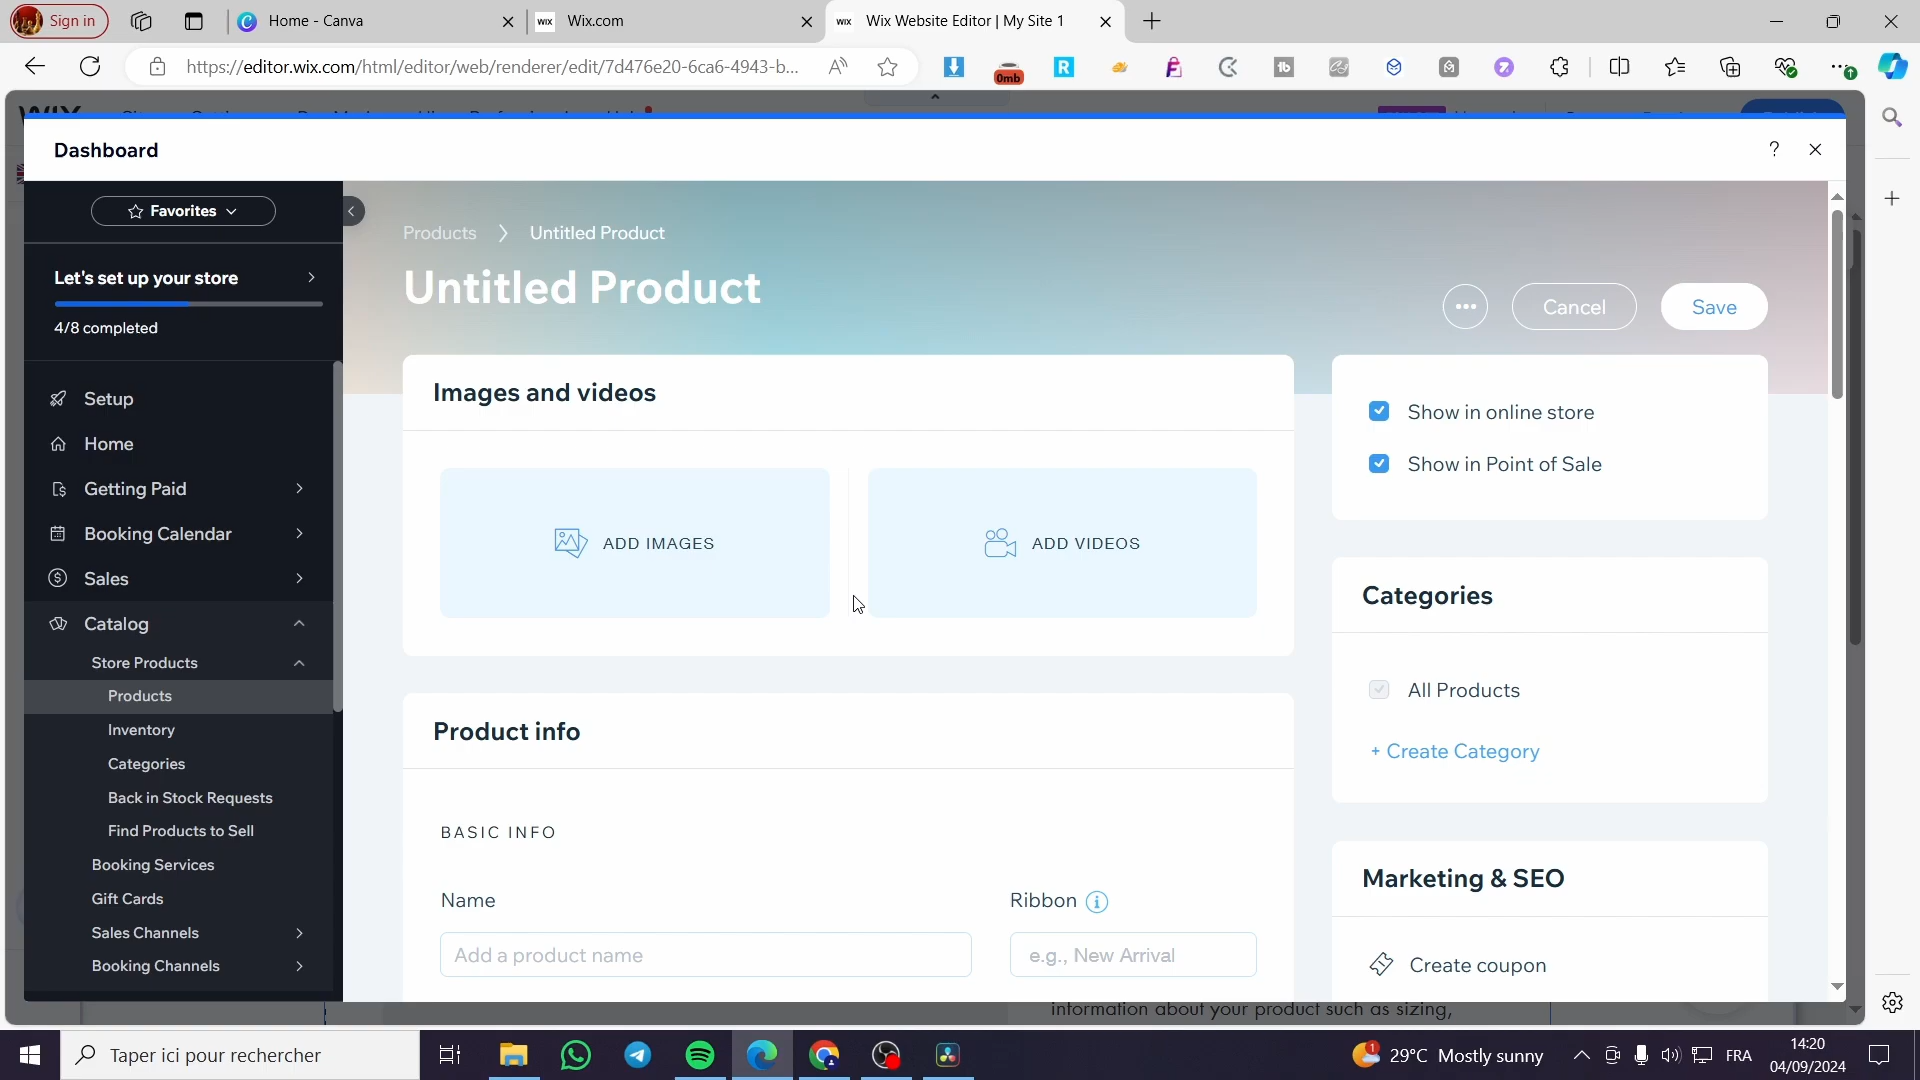 Sign in
Home - Canva
WIX Wix.com
WIX Wix Website Editor | My Site 1
https://editor.wix.com/html/editor/web/renderer/edit/7d476e20-6ca6-4943-b...
0mb
Dashboard
?
Favorites
Let's set up your store
4/8 completed
Setup
Home
Getting Paid
Booking Calendar
Sales
Catalog
Store Products
Products
Inventory
Categories
Back in Stock Requests
Find Products to Sell
Booking Services
Gift Cards
Sales Channels
Booking Channels
Products > Untitled Product
Untitled Product
Cancel
Save
Images and videos
ADD IMAGES
ADD VIDEOS
Product info
BASIC INFO
Name
Ribbon
Add a product name
e.g., New Arrival
Show in online store
Show in Point of Sale
Categories
All Products
+ Create Category
Marketing & SEO
Create coupon
information about your product such as sizing,
Taper ici pour rechercher
1
29°C Mostly sunny
FRA
14:20
04/09/2024